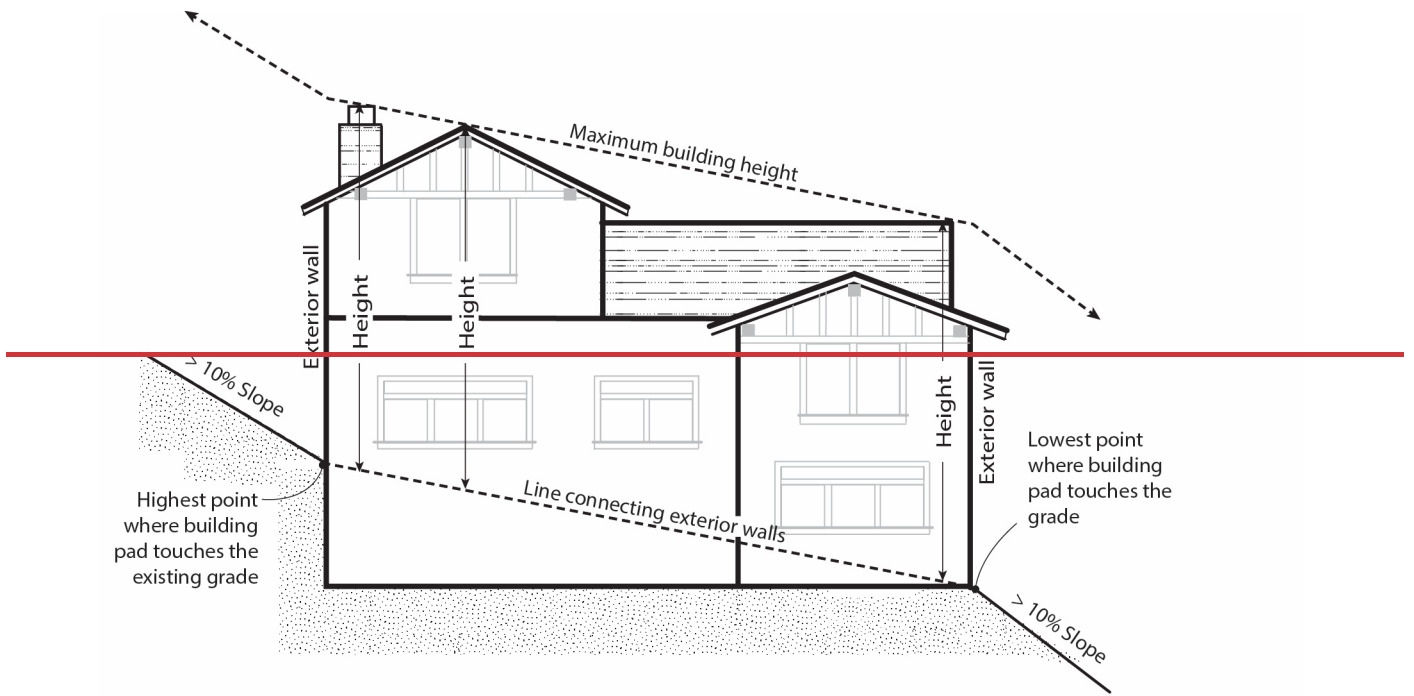 Maximum building height
Exterior wall
Height
Height
> 10% Slope
Height
Exterior wall
Lowest point
where building
pad touches the
grade
Highest point
where building
pad touches the
existing grade
Line connecting exterior walls
> 10% Slope